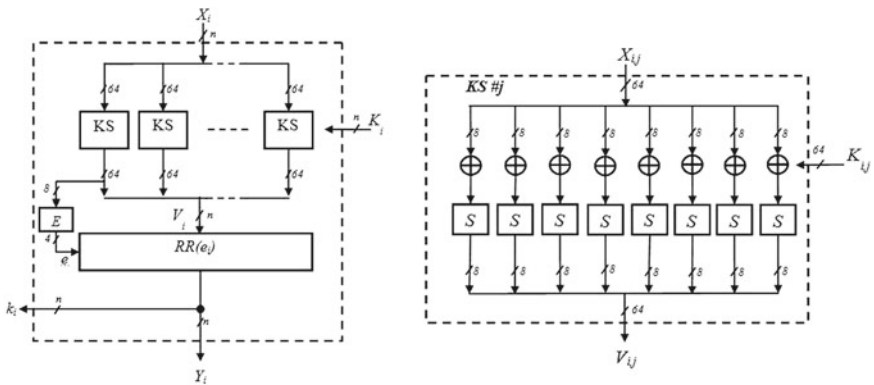 X_i
n
64 64 64
KS KS KS
n K_i
64 64 64
8
E
V_i n
4
e_i
RR(e_i)
k_i n
n
Y_i
X_{i,j}
KS #j
64
8 8 8 8 8 8 8 8
64 K_{i,j}
S S S S S S S S
8 8 8 8 8 8 8 8
64
V_{i,j}